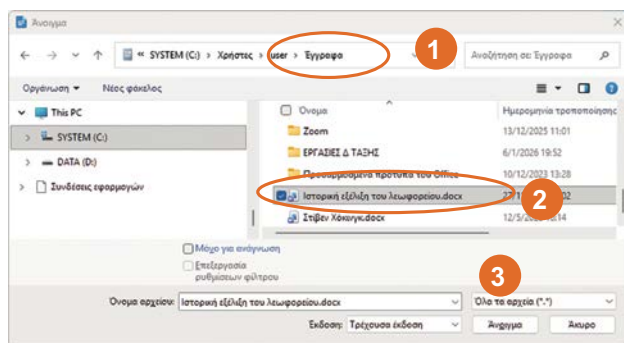 Άνοιγμα
« SYSTEM (C:) › Χρήστες › user › Έγγραφα
1
Αναζήτηση σε: Έγγραφα
Οργάνωση
Νέος φάκελος
This PC
SYSTEM (C:)
DATA (D:)
Συνδέσεις εφαρμογών
Όνομα
Ημερομηνία τροποποίησης
Zoom
13/12/2025 11:01
ΕΡΓΑΣΙΕΣ Δ ΤΑΞΗΣ
6/1/2026 19:52
Προσαρμοσμένα πρότυπα του Office
10/12/2023 13:28
Ιστορική εξέλιξη του λεωφορείου.docx
2
Στίβεν Χόκινγκ.docx
Μόχο για ανάγνωση
Επεξεργασία
ρυθμίσεων φίλτρου
3
Όνομα αρχείου: Ιστορική εξέλιξη του λεωφορείου.docx
Όλα τα αρχεία (*.*)
Έκδοση: Τρέχουσα έκδοση
Άνοιγμα
Άκυρο